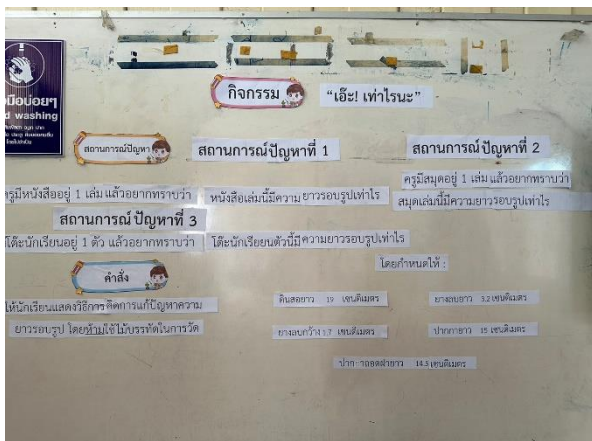 กิจกรรม "เอ๊ะ! เท่าไรนะ"
มือบ่อยๆ
d washing
สถานการณ์ปัญหา
สถานการณ์ปัญหาที่ 1
สถานการณ์ปัญหาที่ 2
ครูมีหนังสืออยู่ 1 เล่ม แล้วอยากทราบว่า หนังสือเล่มนี้มีความยาวรอบรูปเท่าไร
ครูมีสมุดอยู่ 1 เล่ม แล้วอยากทราบว่า
สมุดเล่มนี้มีความยาวรอบรูปเท่าไร
สถานการณ์ปัญหาที่ 3
โต๊ะนักเรียนอยู่ 1 ตัว แล้วอยากทราบว่า โต๊ะนักเรียยนตัวนี้มีความยาวรอบรูปเท่าไร
โดยกำหนดให้ :
คำสั่ง
ให้นักเรียนแสดงวิธีการคิดการแก้ปัญหาความ
ยาวรอบรูป โดยห้ามใช้ไม้บรรทัดในการวัด
ดินสอยาว 19 เซนติเมตร
ยางลบยาว 3.2 เซนติเมตร
ยางลบกว้าง 1.7 เซนติเมตร
ปากกายาว 15 เซนติเมตร
ปากกาถอดฝายาว 14.5 เซนติเมตร